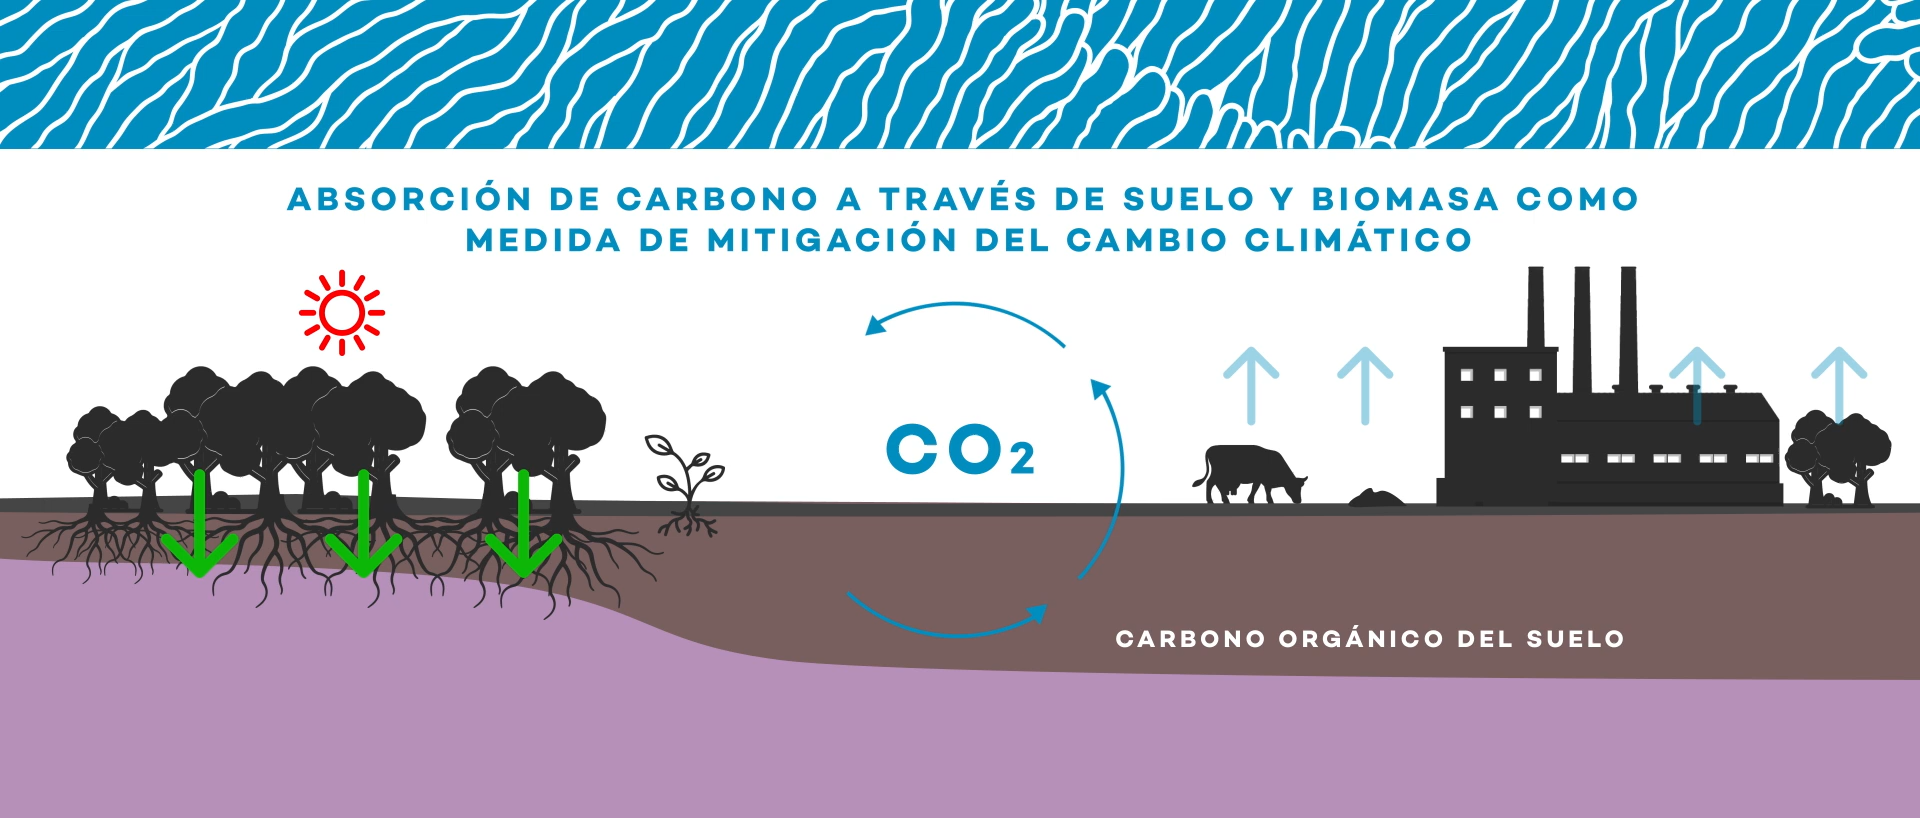 ABSORCIÓN DE CARBONO A TRAVÉS DE SUELO Y BIOMASA COMO
MEDIDA DE MITIGACIÓN DEL CAMBIO CLIMÁTICO
CO2
CARBONO ORGÁNICO DEL SUELO